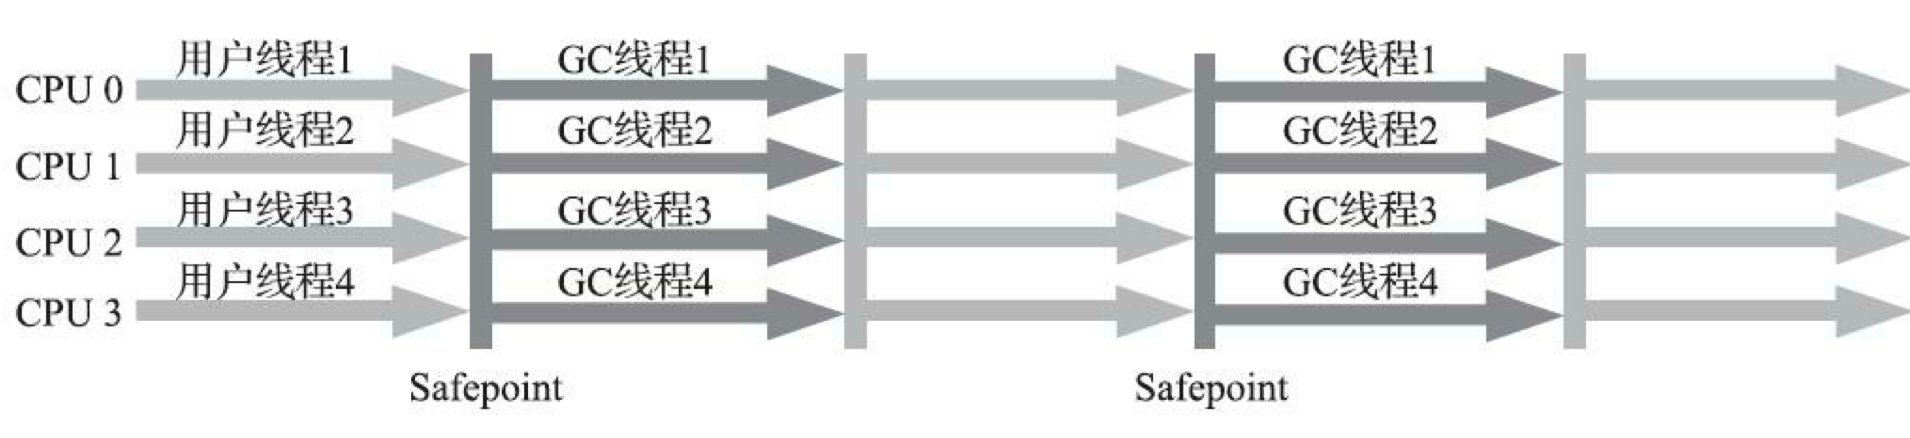 用户线程1 GC线程1 GC线程1
CPU 0
用户线程2 GC线程2 GC线程2
CPU 1
用户线程3 GC线程3 GC线程3
CPU 2
用户线程4 GC线程4 GC线程4
CPU 3
Safepoint Safepoint